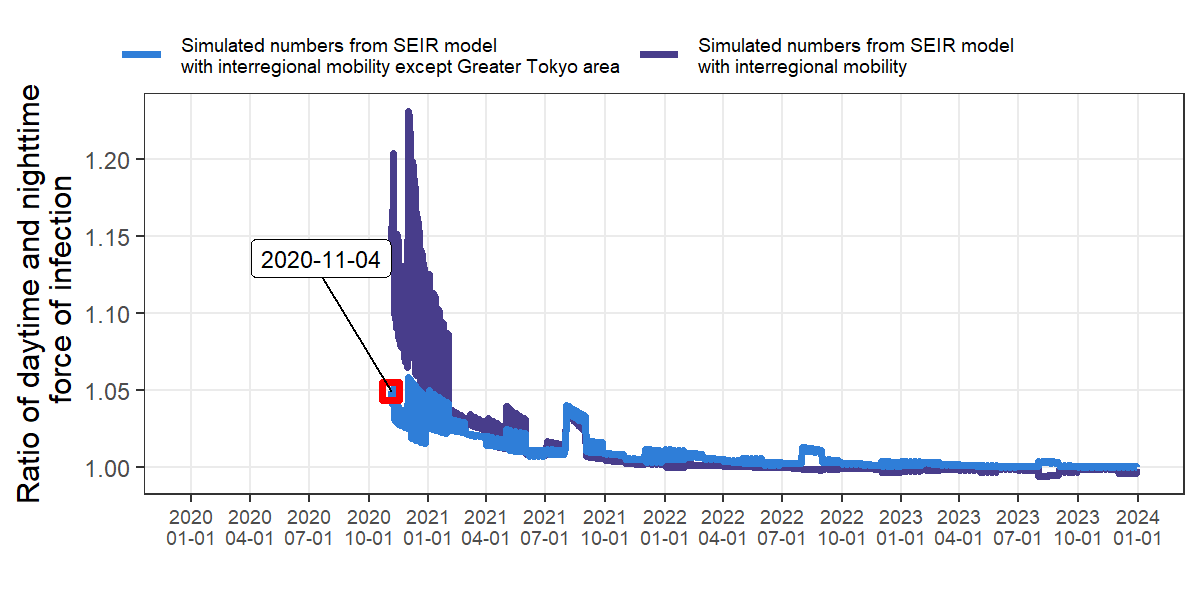 Simulated numbers from SEIR model
with interregional mobility except Greater Tokyo area
Simulated numbers from SEIR model
with interregional mobility
Ratio of daytime and nighttime
force of infection
1.20
1.15
1.10
1.05
1.00
2020-11-04
2020 2020 2020 2020 2021 2021 2021 2021 2022 2022 2022 2022 2023 2023 2023 2023 2024
01-01 04-01 07-01 10-01 01-01 04-01 07-01 10-01 01-01 04-01 07-01 10-01 01-01 04-01 07-01 10-01 01-01